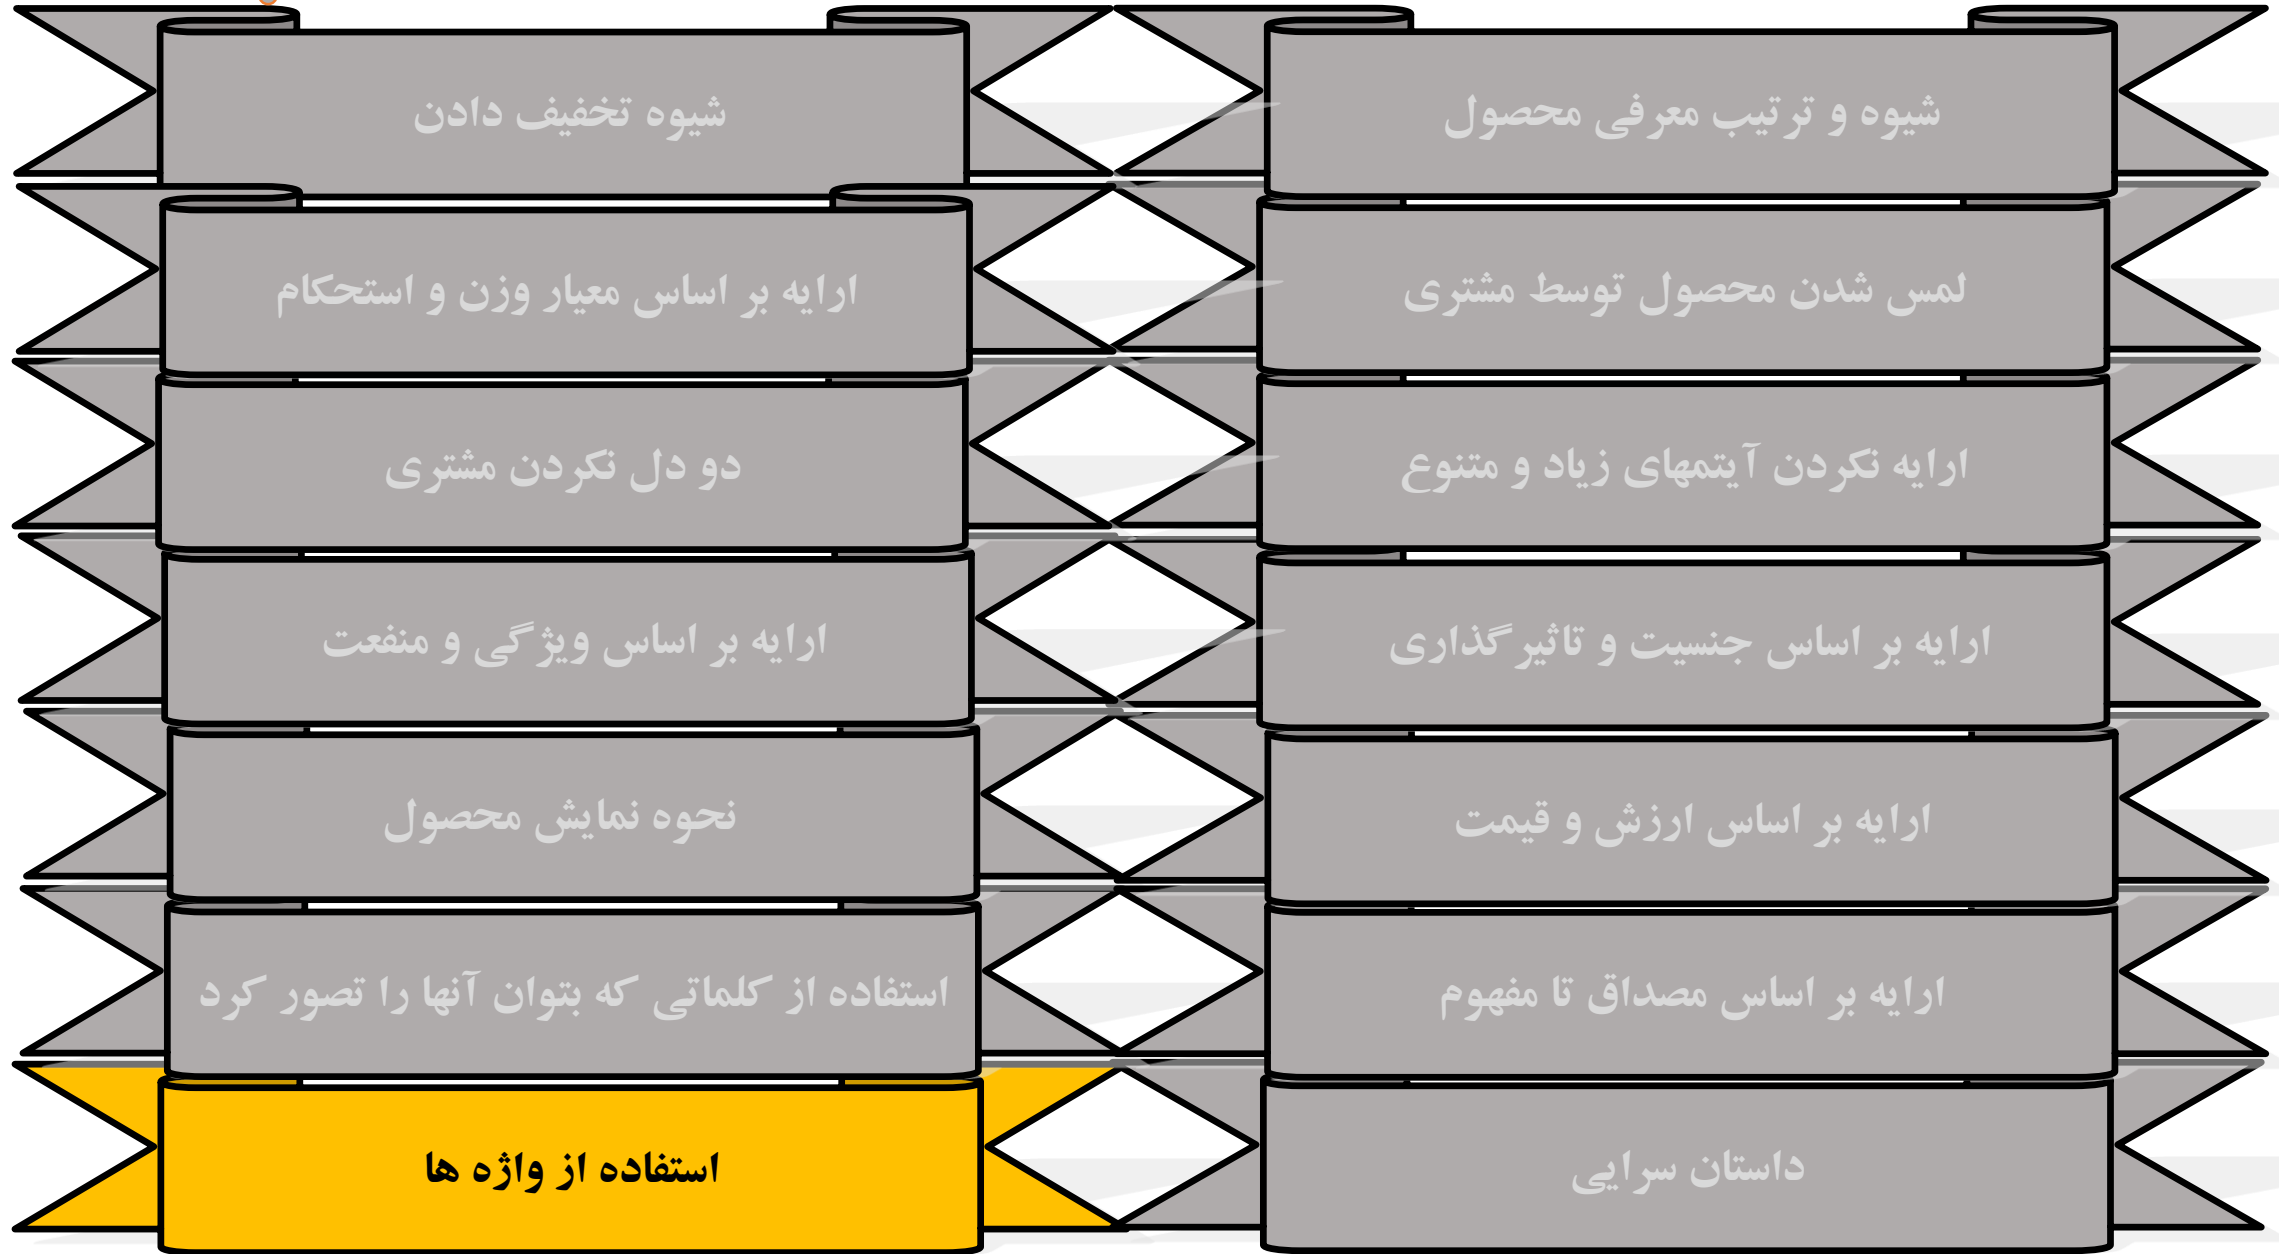 شیوه و ترتیب معرفی محصول
لمس شدن محصول توسط مشتری
ارایه نکردن آیتمهای زیاد و متنوع
ارایه بر اساس جنسیت و تاثیر گذاری
ارایه بر اساس ارزش و قیمت
ارایه بر اساس مصداق تا مفهوم
داستان سرایی
شیوه تخفیف دادن
ارایه بر اساس معیار وزن و استحکام
دو دل نکردن مشتری
ارایه بر اساس ویژگی و منفعت
نحوه نمایش محصول
استفاده از کلماتی که بتوان آنها را تصور کرد
استفاده از واژه ها